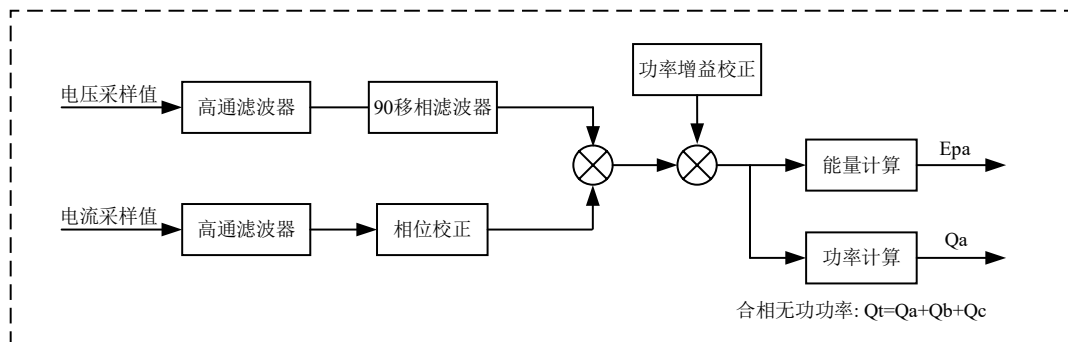 功率增益校正
电压采样值
高通滤波器
90移相滤波器
能量计算
Epa
电流采样值
高通滤波器
相位校正
功率计算
Qa
合相无功功率: Qt=Qa+Qb+Qc